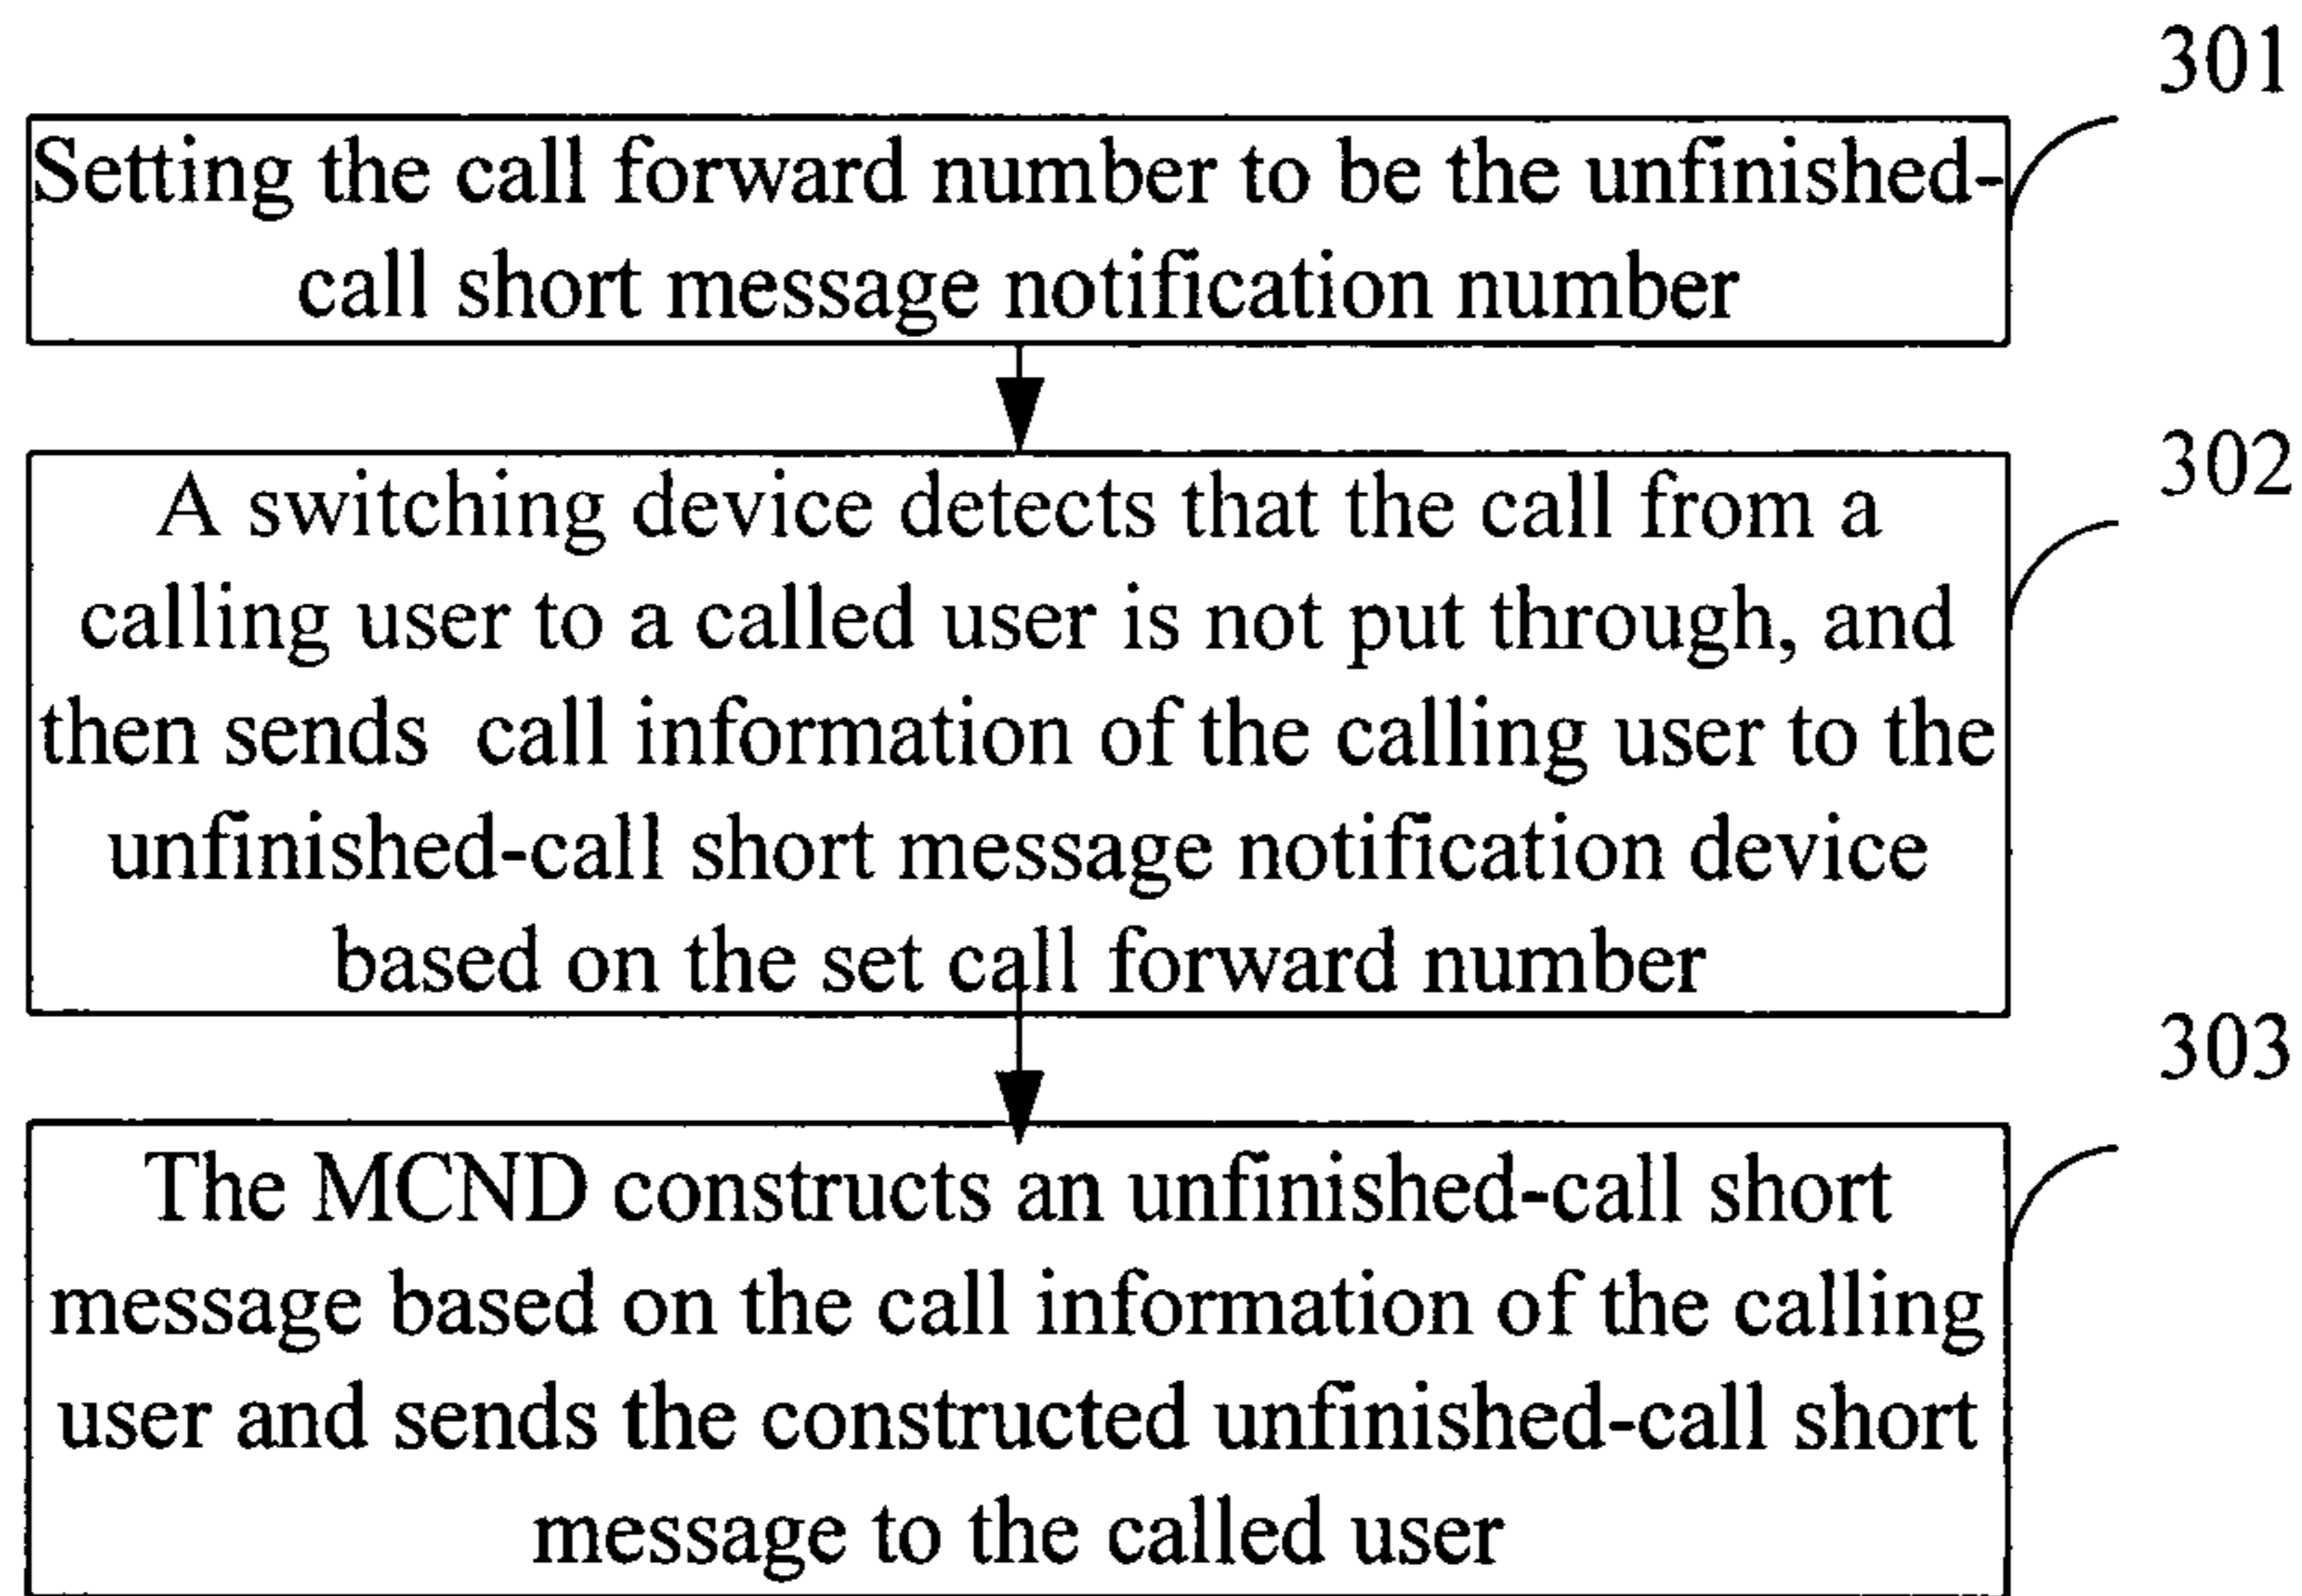 301
Setting the call forward number to be the unfinished-
call short message notification number
302
A switching device detects that the call from a
calling user to a called user is not put through, and
then sends call information of the calling user to the
unfinished-call short message notification device
based on the set call forward number
303
The MCND constructs an unfinished-call short
message based on the call information of the calling
user and sends the constructed unfinished-call short
message to the called user